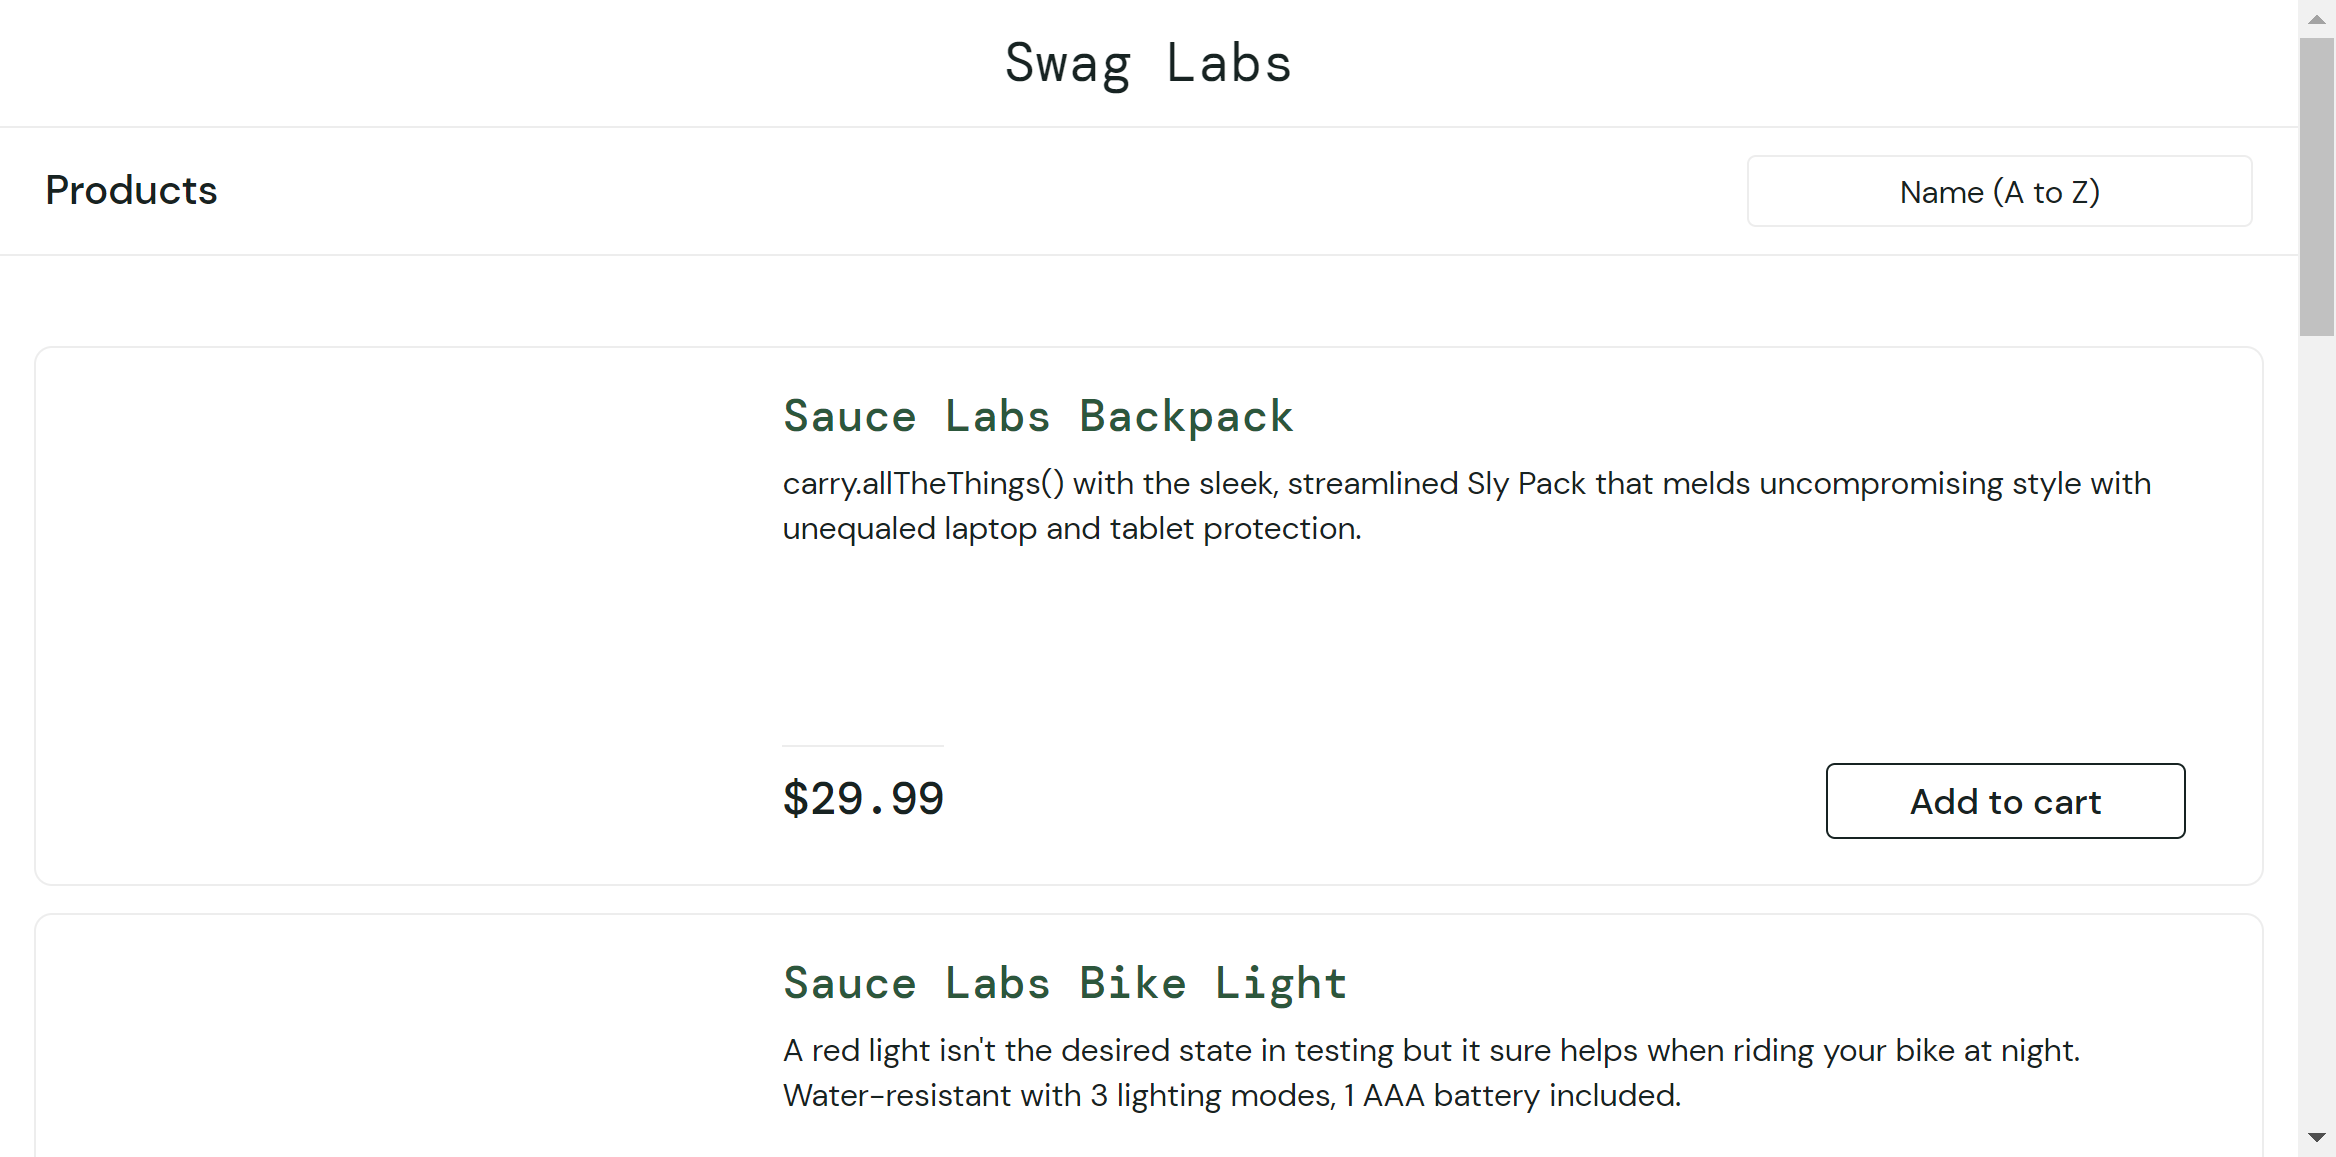 Swag Labs
Products
Name (A to Z)
Sauce Labs Backpack
carry.allTheThings() with the sleek, streamlined Sly Pack that melds uncompromising style with
unequaled laptop and tablet protection.
$29.99
Add to cart
Sauce Labs Bike Light
A red light isn't the desired state in testing but it sure helps when riding your bike at night.
Water-resistant with 3 lighting modes, 1 AAA battery included.